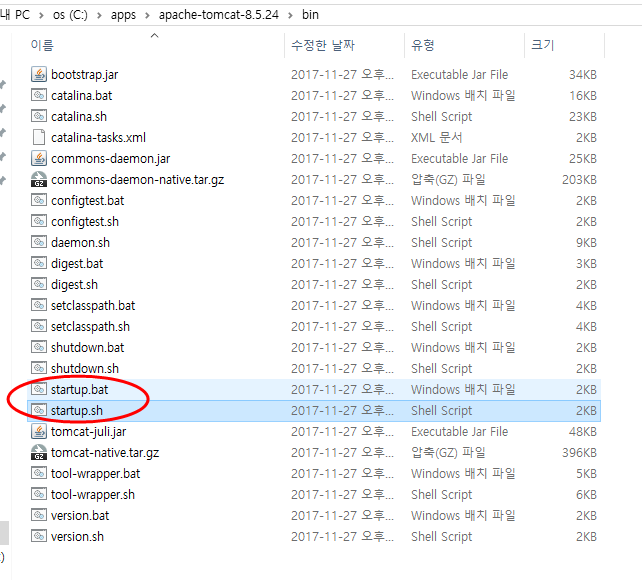 내 PC > os (C:) > apps > apache-tomcat-8.5.24 > bin
이름 수정한 날짜 유형 크기
bootstrap.jar 2017-11-27 오후... Executable Jar File 34KB
catalina.bat 2017-11-27 오후... Windows 배치 파일 16KB
catalina.sh 2017-11-27 오후... Shell Script 23KB
catalina-tasks.xml 2017-11-27 오후... XML 문서 2KB
commons-daemon.jar 2017-11-27 오후... Executable Jar File 25KB
commons-daemon-native.tar.gz 2017-11-27 오후... 압축(GZ) 파일 203KB
configtest.bat 2017-11-27 오후... Windows 배치 파일 2KB
configtest.sh 2017-11-27 오후... Shell Script 2KB
daemon.sh 2017-11-27 오후... Shell Script 9KB
digest.bat 2017-11-27 오후... Windows 배치 파일 3KB
digest.sh 2017-11-27 오후... Shell Script 2KB
setclasspath.bat 2017-11-27 오후... Windows 배치 파일 4KB
setclasspath.sh 2017-11-27 오후... Shell Script 4KB
shutdown.bat 2017-11-27 오후... Windows 배치 파일 2KB
shutdown.sh 2017-11-27 오후... Shell Script 2KB
startup.bat 2017-11-27 오후... Windows 배치 파일 2KB
startup.sh 2017-11-27 오후... Shell Script 2KB
tomcat-juli.jar 2017-11-27 오후... Executable Jar File 48KB
tomcat-native.tar.gz 2017-11-27 오후... 압축(GZ) 파일 396KB
tool-wrapper.bat 2017-11-27 오후... Windows 배치 파일 5KB
tool-wrapper.sh 2017-11-27 오후... Shell Script 6KB
version.bat 2017-11-27 오후... Windows 배치 파일 2KB
version.sh 2017-11-27 오후... Shell Script 2KB